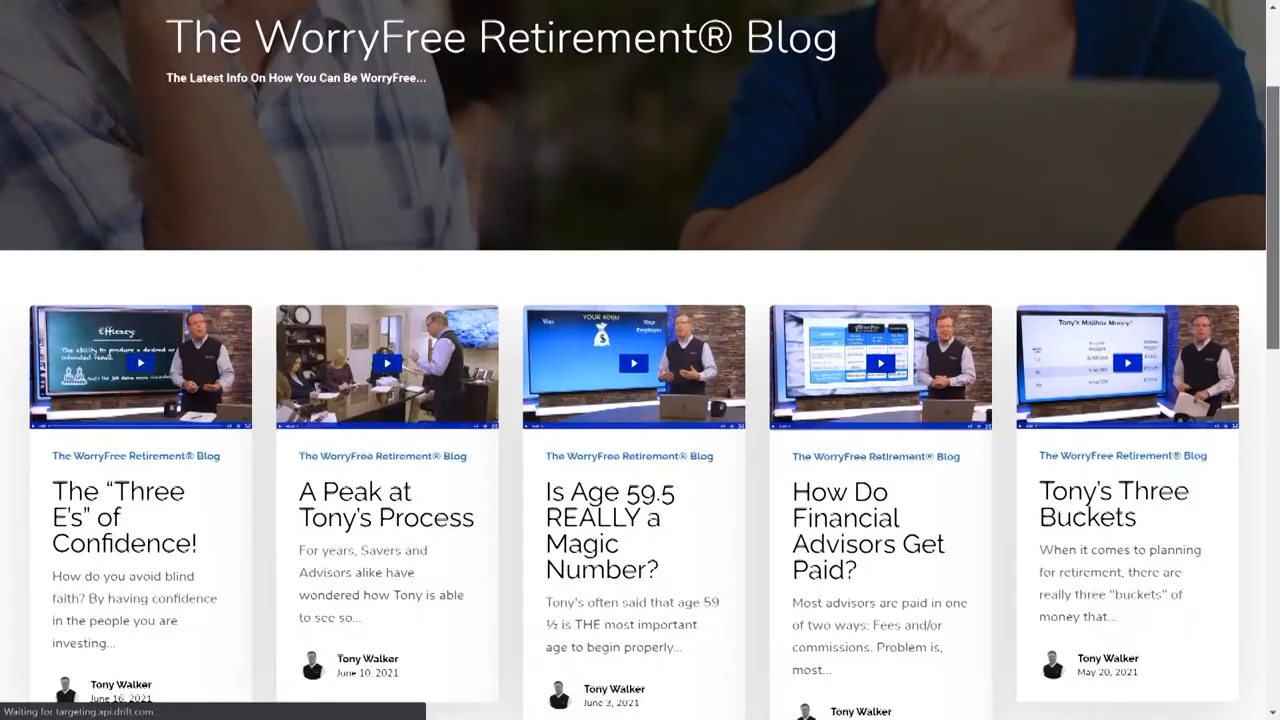 The WorryFree Retirement® Blog
The Latest Info On How You Can Be WorryFree...
Efficacy:
The ability to produce a desired or
intended result.
The WorryFree Retirement® Blog
The "Three
E's" of
Confidence!
How do you avoid blind
faith? By having confidence
in the people you are
investing...
Tony Walker
June 16, 2021
The WorryFree Retirement® Blog
A Peak at
Tony's Process
For years, Savers and
Advisors alike have
wondered how Tony is able
to see so...
Tony Walker
June 10, 2021
YOUR 401(k)
You
Your
Employer
$
The WorryFree Retirement® Blog
Is Age 59.5
REALLY a
Magic
Number?
Tony's often said that age 59
½ is THE most important
age to begin properly...
Tony Walker
June 3, 2021
The WorryFree Retirement® Blog
How Do
Financial
Advisors Get
Paid?
Most advisors are paid in one
of two ways: Fees and/or
commissions. Problem is,
most...
Tony Walker
Tony's Mailbox Money
The WorryFree Retirement® Blog
Tony's Three
Buckets
When it comes to planning
for retirement, there are
really three "buckets" of
money that...
Tony Walker
May 20, 2021
Waiting for targeting.api.drift.com...